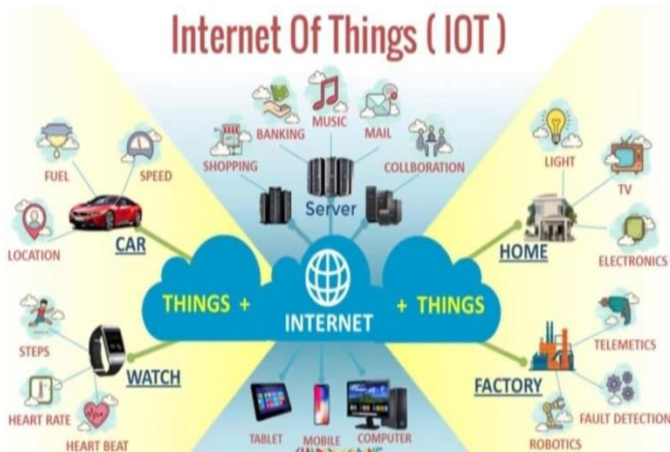 Internet Of Things ( IOT )
BANKING
MUSIC
MAIL
SHOPPING
COLLBORATION
Server
FUEL
SPEED
LOCATION
CAR
LIGHT
TV
HOME
ELECTRONICS
THINGS +
INTERNET
+ THINGS
STEPS
WATCH
HEART RATE
HEART BEAT
TABLET
MOBILE
COMPUTER
TELEMETICS
FACTORY
FAULT DETECTION
ROBOTICS